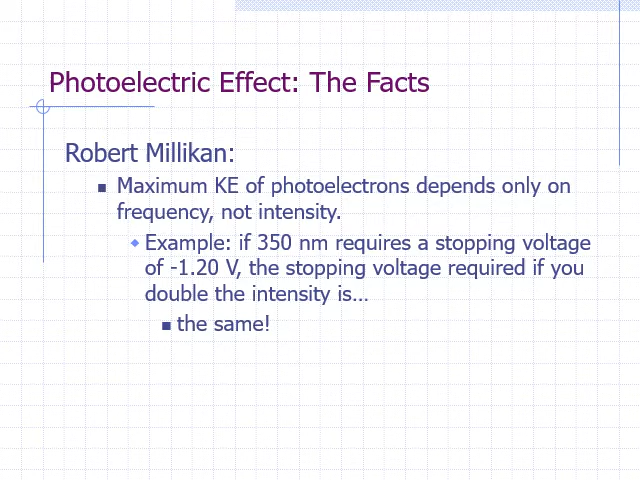 Photoelectric Effect: The Facts
Robert Millikan:
Maximum KE of photoelectrons depends only on
frequency, not intensity.
Example: if 350 nm requires a stopping voltage
of -1.20 V, the stopping voltage required if you
double the intensity is…
the same!